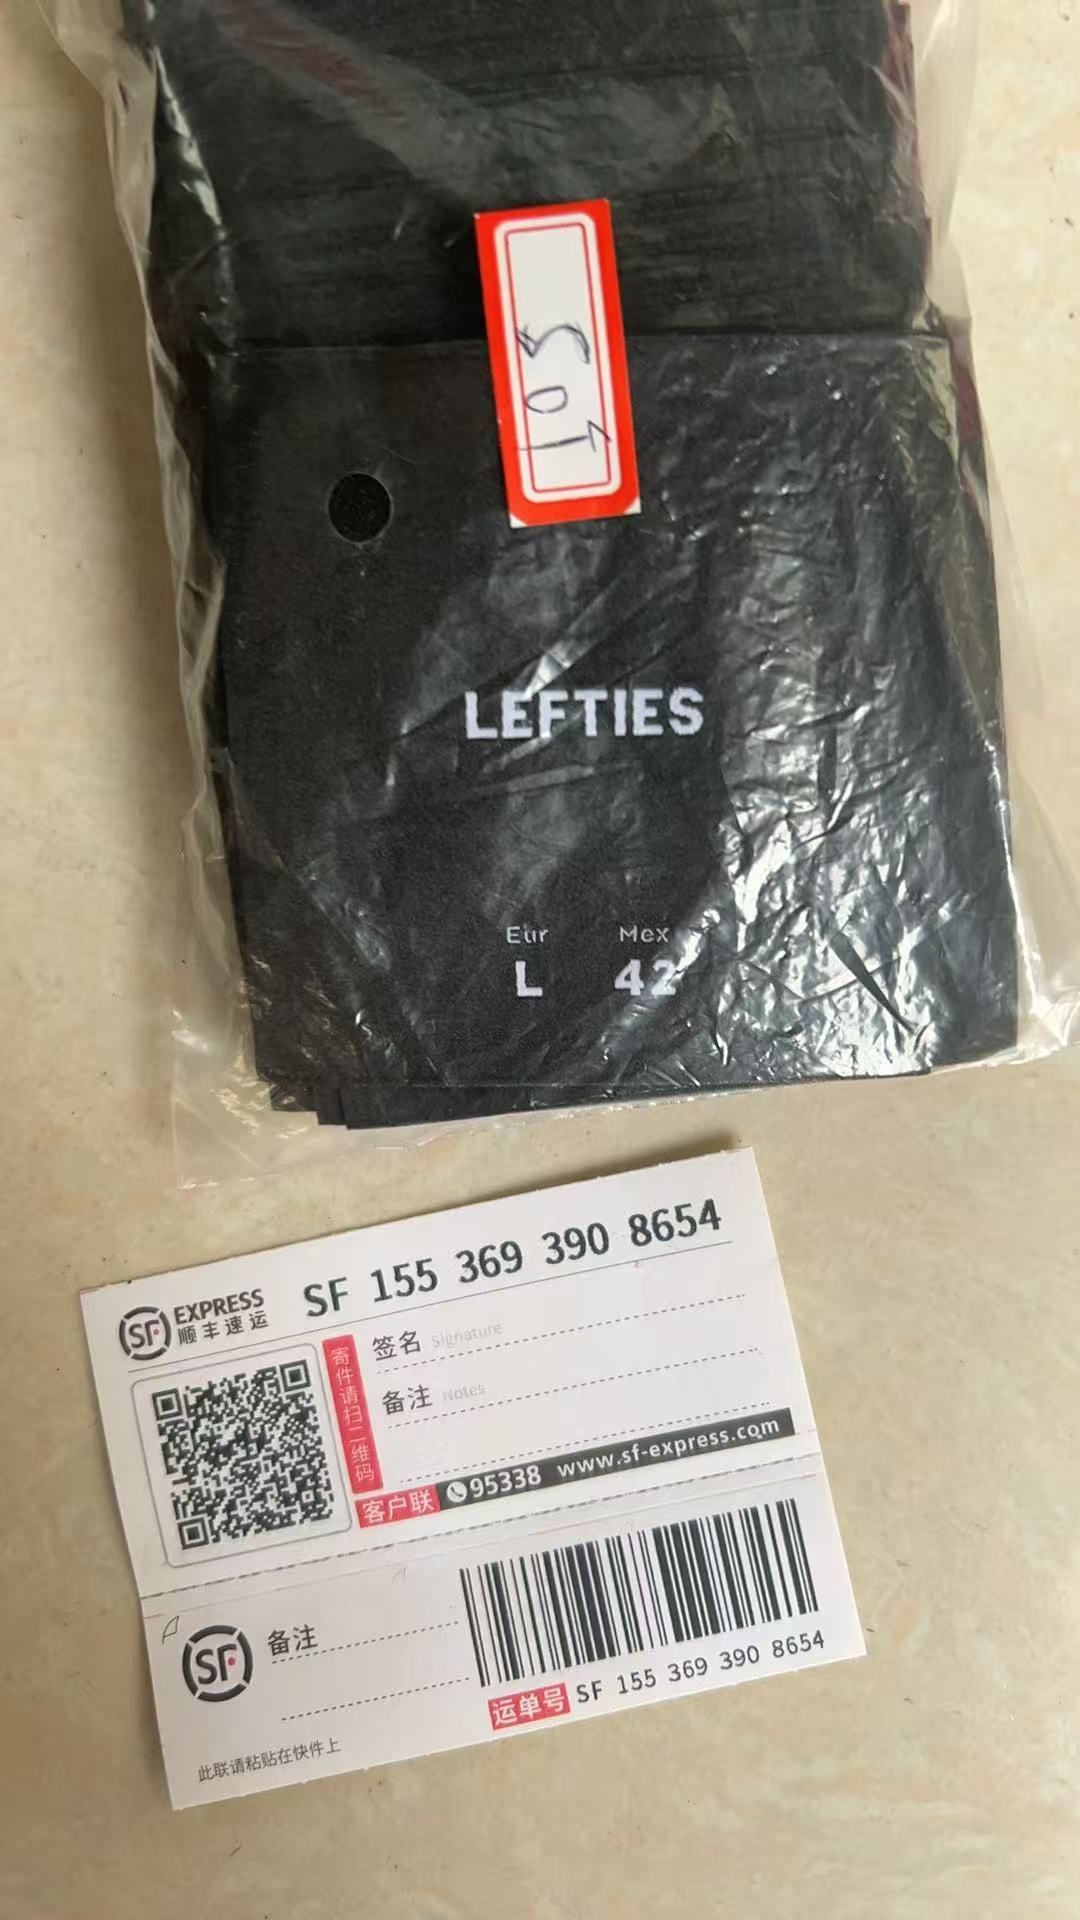 105
LEFTIES
Eur Mex
L 42
SF EXPRESS
顺丰速运
SF 155 369 390 8654
签名 Signature
备注 Notes
寄件请扫二维码
客户联 95338 www.sf-express.com
SF 备注
运单号 SF 155 369 390 8654
此联请粘贴在快件上